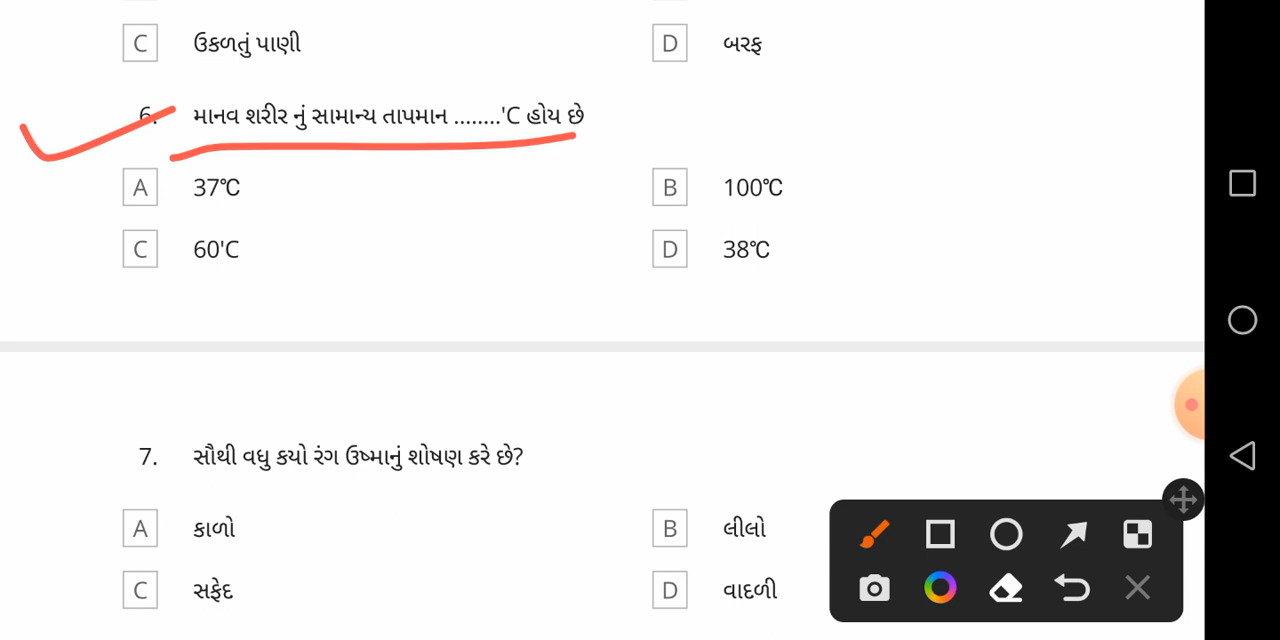 C ઉકળતું પાણી D બરફ
6. માનવ શરીર નું સામાન્ય તાપમાન ........'C હોય છે
A 37℃ B 100℃
C 60'C D 38℃
7. સૌથી વધુ કયો રંગ ઉષ્માનું શોષણ કરે છે?
A કાળો B લીલો
C સફેદ D વાદળી